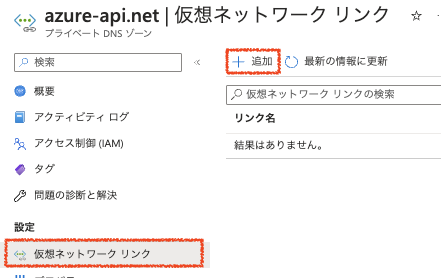 azure-api.net | 仮想ネットワーク リンク
プライベート DNS ゾーン
検索
追加
最新の情報に更新
概要
アクティビティ ログ
アクセス制御 (IAM)
タグ
問題の診断と解決
設定
仮想ネットワーク リンク
仮想ネットワーク リンクの検索
リンク名
結果はありません。